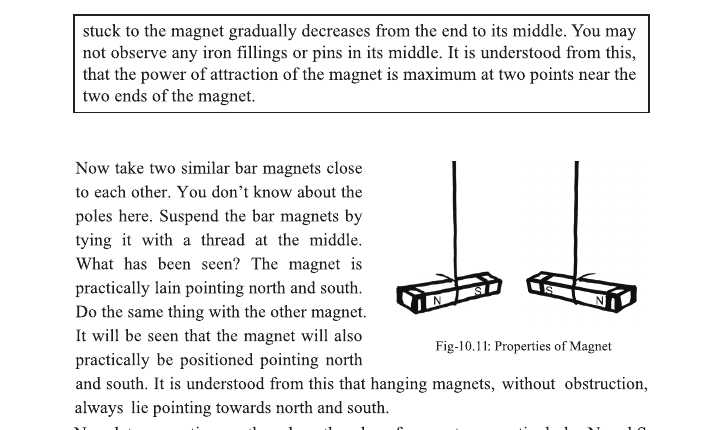 stuck to the magnet gradually decreases from the end to its middle. You may
not observe any iron fillings or pins in its middle. It is understood from this,
that the power of attraction of the magnet is maximum at two points near the
two ends of the magnet.
Now take two similar bar magnets close
to each other. You don't know about the
poles here. Suspend the bar magnets by
tying it with a thread at the middle.
What has been seen? The magnet is
practically lain pointing north and south.
Do the same thing with the other magnet.
It will be seen that the magnet will also
practically be positioned pointing north
and south. It is understood from this that hanging magnets, without obstruction,
always lie pointing towards north and south.
N S
S N
Fig-10.11: Properties of Magnet